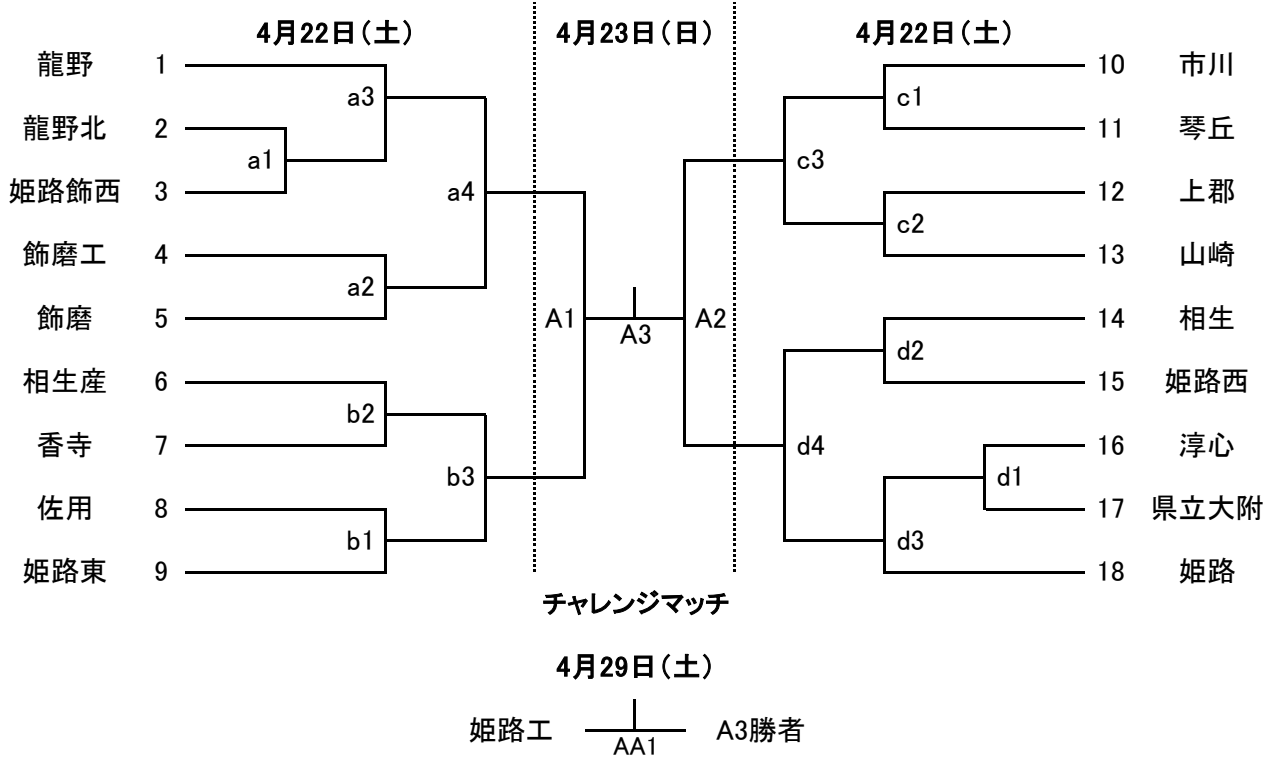 4月22日（土） 4月23日（日） 4月22日（土）
龍野 1 10 市川
a3 c1
龍野北 2 11 琴丘
a1 c3
姫路飾西 3 12 上郡
a4 c2
飾磨工 4 13 山崎
a2
飾磨 5 A1 A3 A2 14 相生
d2
相生産 6 15 姫路西
b2
香寺 7 d4 16 淳心
b3 d1
佐用 8 17 県立大附
b1 d3
姫路東 9 18 姫路
チャレンジマッチ
4月29日（土）
姫路工 AA1 A3勝者